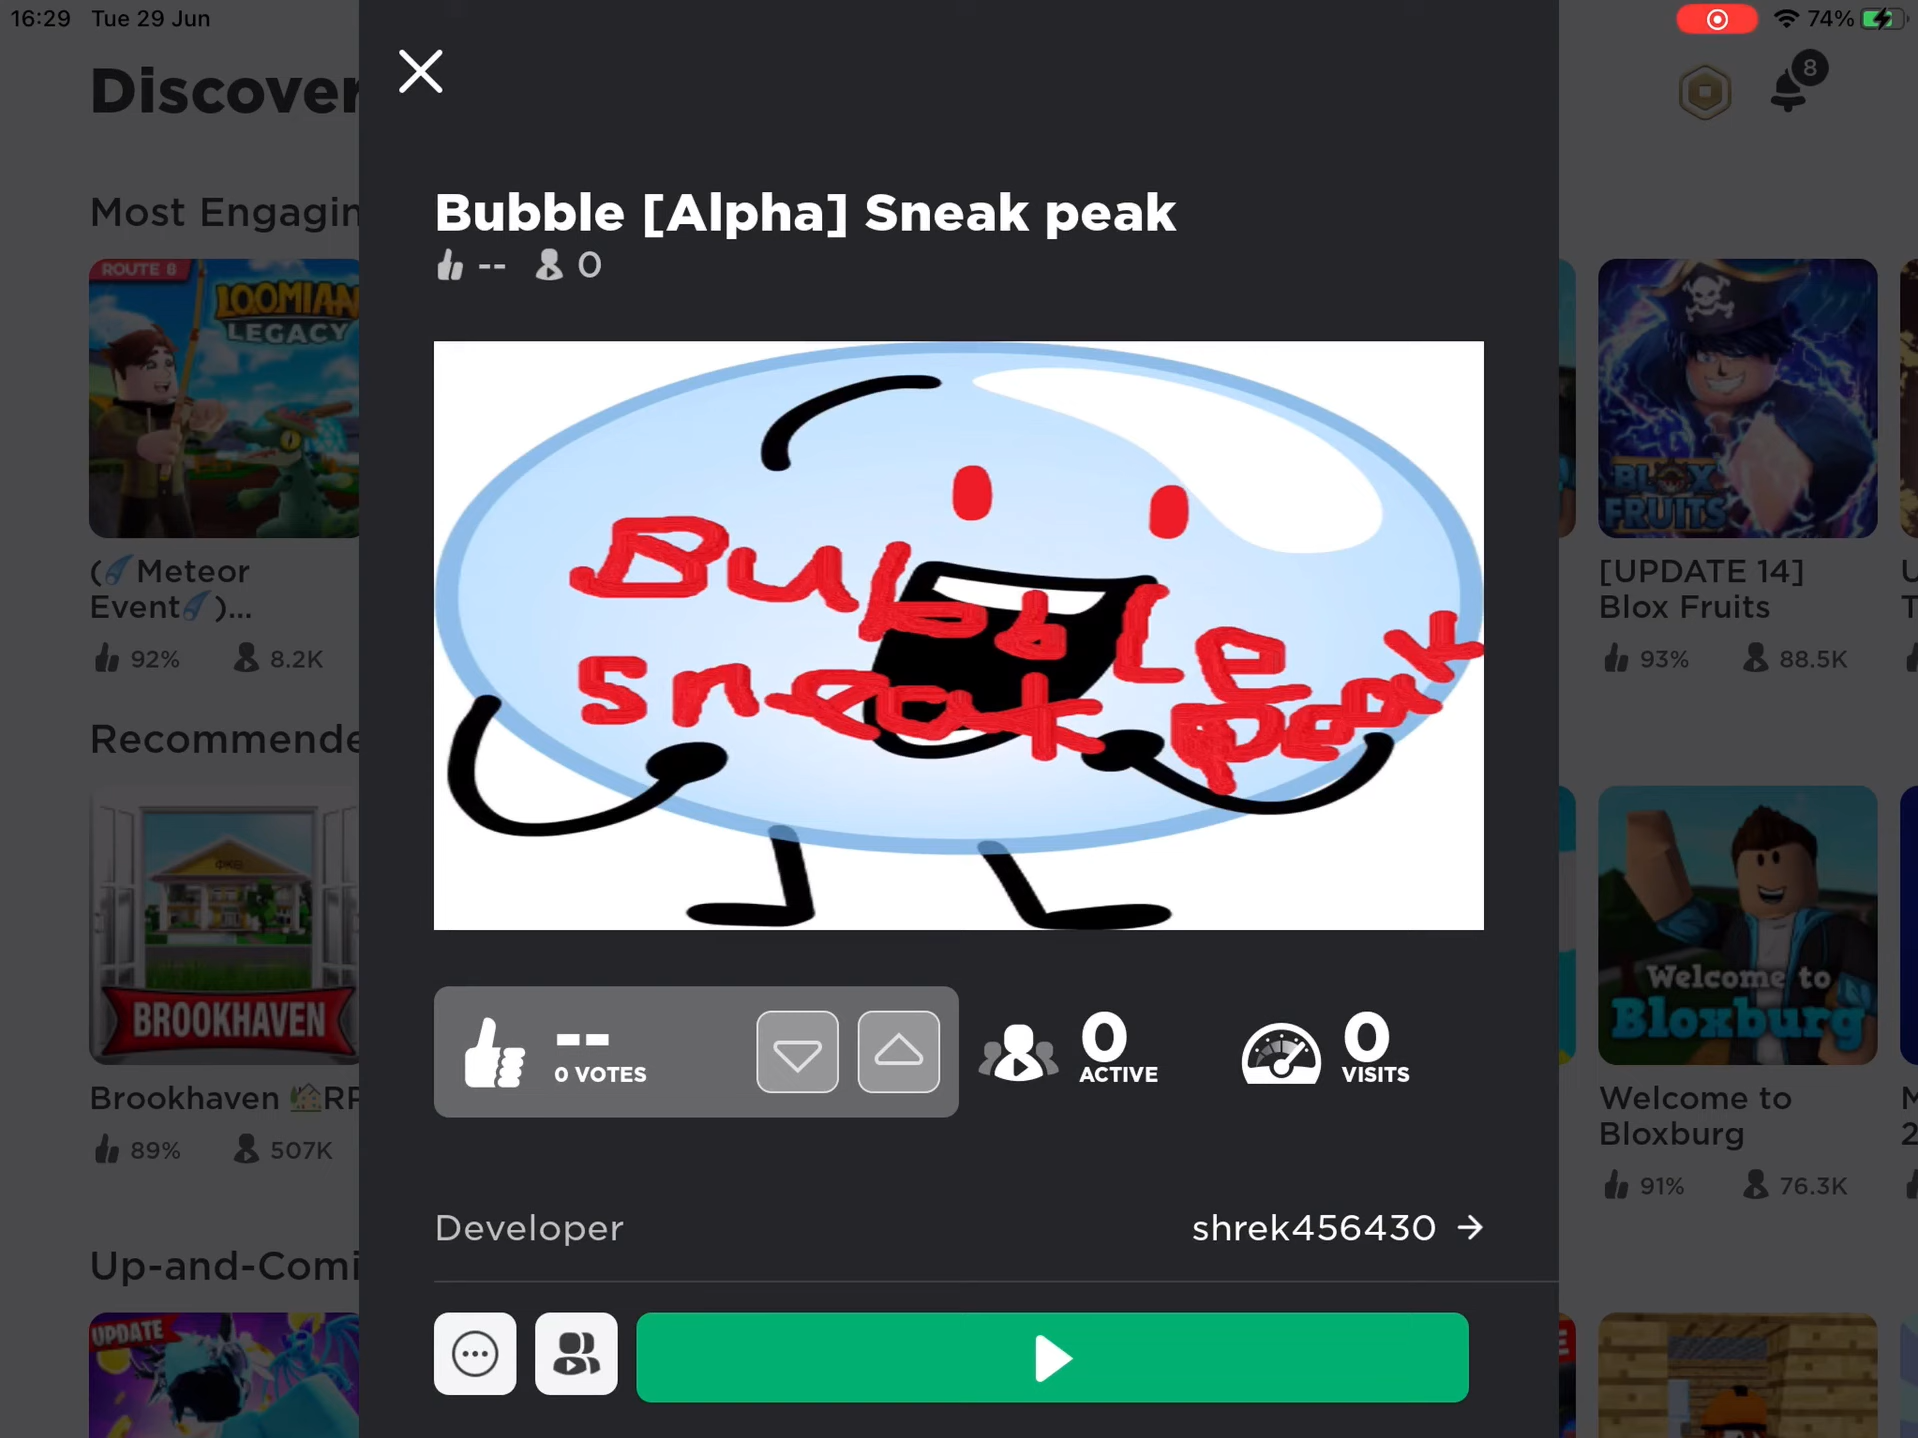 16:29 Tue 29 Jun
74%
Discover
8
Most Engagin
Bubble [Alpha] Sneak peak
-- 0
ROUTE 8
LOOMIAN
LEGACY
(Meteor
Event)...
92% 8.2K
Bubble
sneak peak
BLOX
FRUITS
[UPDATE 14]
Blox Fruits
93% 88.5K
U
T
Recommende
BROOKHAVEN
Brookhaven RP
89% 507K
--
0 VOTES
0
ACTIVE
0
VISITS
Welcome to
Bloxburg
Welcome to
Bloxburg
91% 76.3K
M
2
Developer
shrek456430
Up-and-Comi
UPDATE
E